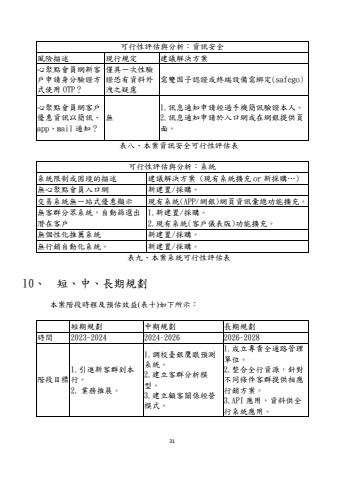 可行性評估與分析：資訊安全
風險描述 現行規定 建議解決方案
心聚點會員網新客 僅具一次性驗
戶申請身分驗證方 證恐有資料外 需雙因子認證或終端設備需綁定(safego)
式使用 OTP？ 洩之疑慮
心聚點會員網客戶
優惠資訊以簡訊、 無 1.訊息通知申請經過手機簡訊驗證本人。
app、mail 通知？ 2.訊息通知申請於入口網或在網銀提供頁
面。
表八、本案資訊安全可行性評估表
可行性評估與分析：系統
系統限制或困境的描述 建議解決方案 (現有系統擴充 or 新採購…)
無心聚點會員入口網 新建置/採購。
交易系統無一站式優惠顯示 現有系統(APP/網銀)網頁資訊彙總功能擴充。
無客群分眾系統，自動篩選出 1.新建置/採購。
潛在客戶 2.現有系統(客戶儀表版)功能擴充。
無個性化推薦系統 新建置/採購。
無行銷自動化系統。 新建置/採購。
表九、本案系統可行性評估表
10、 短、中、長期規劃
本案階段時程及預估效益(表十)如下所示：
短期規劃 中期規劃 長期規劃
時間 2023-2024 2024-2026 2026-2028
階段目標
1.引進新客群到本
行。
2. 業務推展。
1.調校臺銀鷹眼預測
系統。
2.建立客群分析模
型。
3.建立顧客關係經營
模式。
1.成立專責全通路管理
單位。
2.整合全行資源，針對
不同條件客群提供相應
行銷方案。
3.API 應用，資料供全
行系統應用。
31